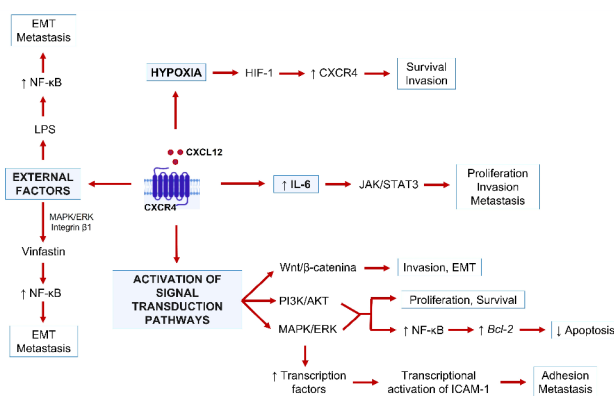 EMT
Metastasis
↑ NF-κB
LPS
EXTERNAL
FACTORS
MAPK/ERK
Integrin β1
Vinfastin
↑ NF-κB
EMT
Metastasis
HYPOXIA
HIF-1
↑ CXCR4
Survival
Invasion
CXCL12
CXCR4
↑ IL-6
JAK/STAT3
Proliferation
Invasion
Metastasis
ACTIVATION OF
SIGNAL
TRANSDUCTION
PATHWAYS
Wnt/β-catenina
Invasion, EMT
PI3K/AKT
Proliferation, Survival
MAPK/ERK
↑ NF-κB
↑ Bcl-2
↓ Apoptosis
↑ Transcription
factors
Transcriptional
activation of ICAM-1
Adhesion
Metastasis